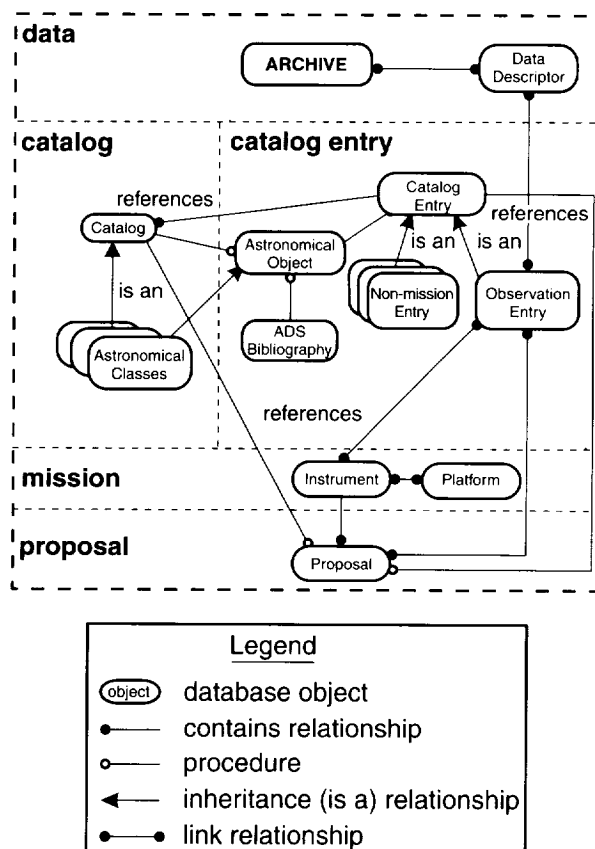 data
ARCHIVE
Data
Descriptor
catalog
catalog entry
references
Catalog
Entry
references
Catalog
Astronomical
Object
is an
is an
is an
Non-mission
Entry
Observation
Entry
ADS
Bibliography
Astronomical
Classes
references
mission
Instrument
Platform
proposal
Proposal
Legend
object
database object
contains relationship
procedure
inheritance (is a) relationship
link relationship